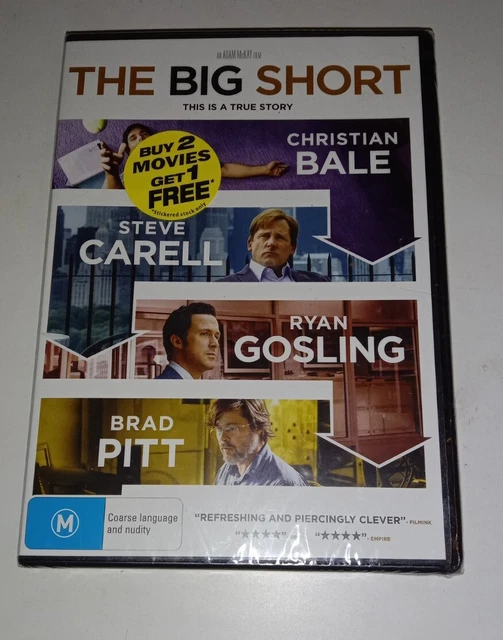 AN ADAM McKAY FILM
THE BIG SHORT
THIS IS A TRUE STORY
CHRISTIAN
BALE
BUY 2
MOVIES
GET 1
FREE*
*Stickered stock only
STEVE
CARELL
RYAN
GOSLING
BRAD
PITT
M
Coarse language
and nudity
"REFRESHING AND PIERCINGLY CLEVER" - FILMINK
"★★★★" "★★★★" - EMPIRE